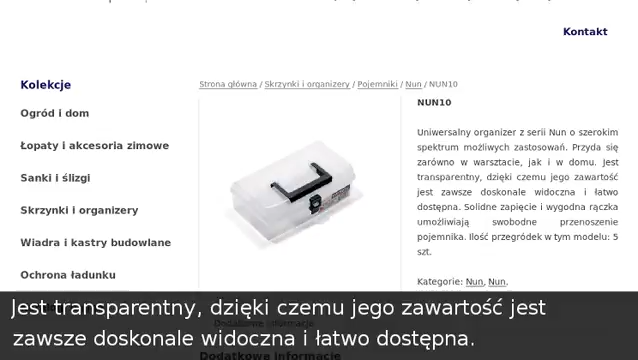 Kontakt
Kolekcje
Ogród i dom
Łopaty i akcesoria zimowe
Sanki i ślizgi
Skrzynki i organizery
Wiadra i kastry budowlane
Ochrona ładunku
Strona główna / Skrzynki i organizery / Pojemniki / Nun / NUN10
NUN10
Uniwersalny organizer z serii Nun o szerokim
spektrum możliwych zastosowań. Przyda się
zarówno w warsztacie, jak i w domu. Jest
transparentny, dzięki czemu jego zawartość
jest zawsze doskonale widoczna i łatwo
dostępna. Solidne zapięcie i wygodna rączka
umożliwiają swobodne przenoszenie
pojemnika. Ilość przegródek w tym modelu: 5
szt.
Kategorie: Nun, Nun.
Jest transparentny, dzięki czemu jego zawartość jest
zawsze doskonale widoczna i łatwo dostępna.
Dodatkowe informacje
Dodatkowe informacje